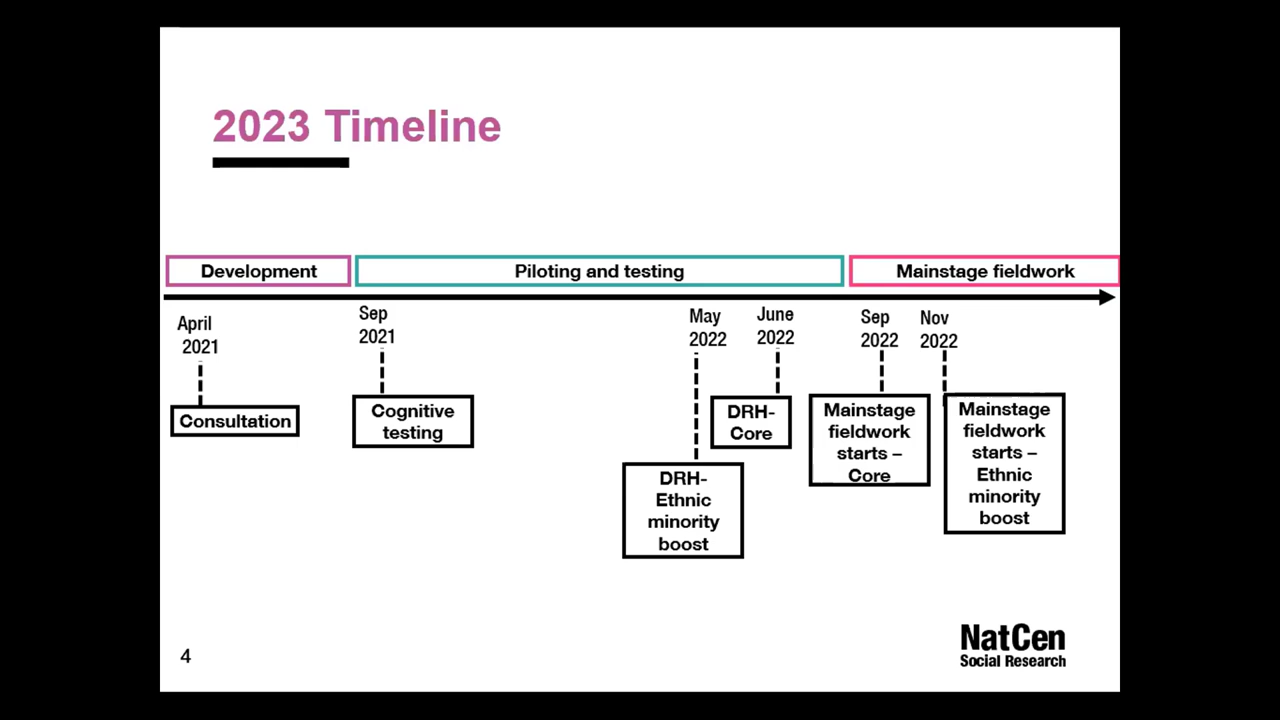 2023 Timeline
Development
Piloting and testing
Mainstage fieldwork
April
2021
Sep
2021
May
2022
June
2022
Sep
2022
Nov
2022
Consultation
Cognitive
testing
DRH-
Ethnic
minority
boost
DRH-
Core
Mainstage
fieldwork
starts –
Core
Mainstage
fieldwork
starts –
Ethnic
minority
boost
4
NatCen
Social Research